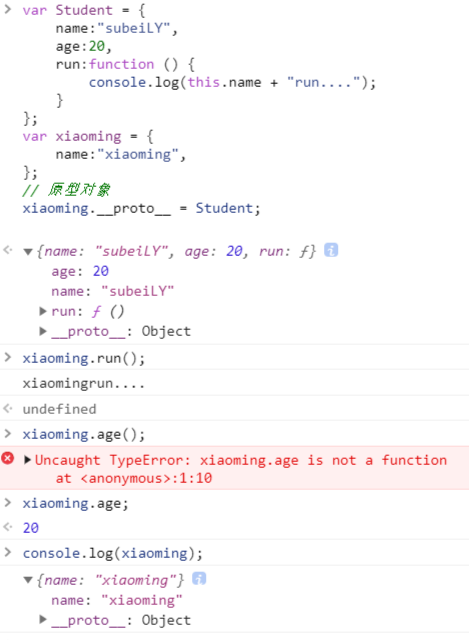 var Student = {
name:"subeiLY",
age:20,
run:function () {
console.log(this.name + "run....");
}
};
var xiaoming = {
name:"xiaoming",
};
// 原型对象
xiaoming.__proto__ = Student;
{name: "subeiLY", age: 20, run: ƒ}
age: 20
name: "subeiLY"
run: ƒ ()
__proto__: Object
xiaoming.run();
xiaomingrun....
undefined
xiaoming.age();
Uncaught TypeError: xiaoming.age is not a function
at <anonymous>:1:10
xiaoming.age;
20
console.log(xiaoming);
{name: "xiaoming"}
name: "xiaoming"
__proto__: Object